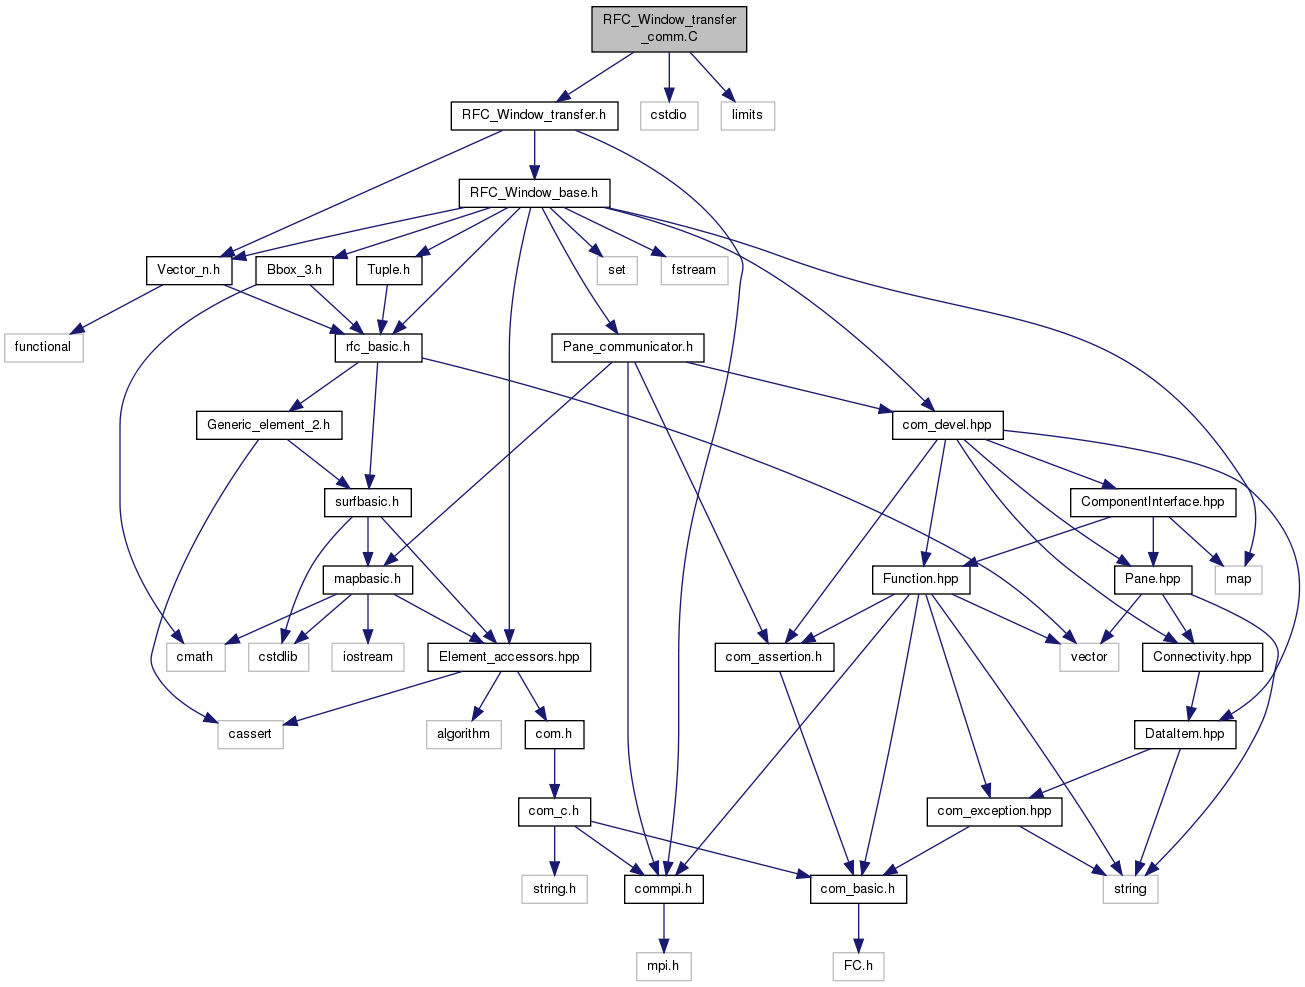 RFC_Window_transfer
_comm.C
RFC_Window_transfer.h
cstdio
limits
RFC_Window_base.h
Vector_n.h
Bbox_3.h
Tuple.h
set
fstream
functional
rfc_basic.h
Pane_communicator.h
Generic_element_2.h
com_devel.hpp
surfbasic.h
ComponentInterface.hpp
mapbasic.h
Function.hpp
Pane.hpp
map
cmath
cstdlib
iostream
Element_accessors.hpp
com_assertion.h
vector
Connectivity.hpp
cassert
algorithm
com.h
DataItem.hpp
com_c.h
com_exception.hpp
string.h
commpi.h
com_basic.h
string
mpi.h
FC.h